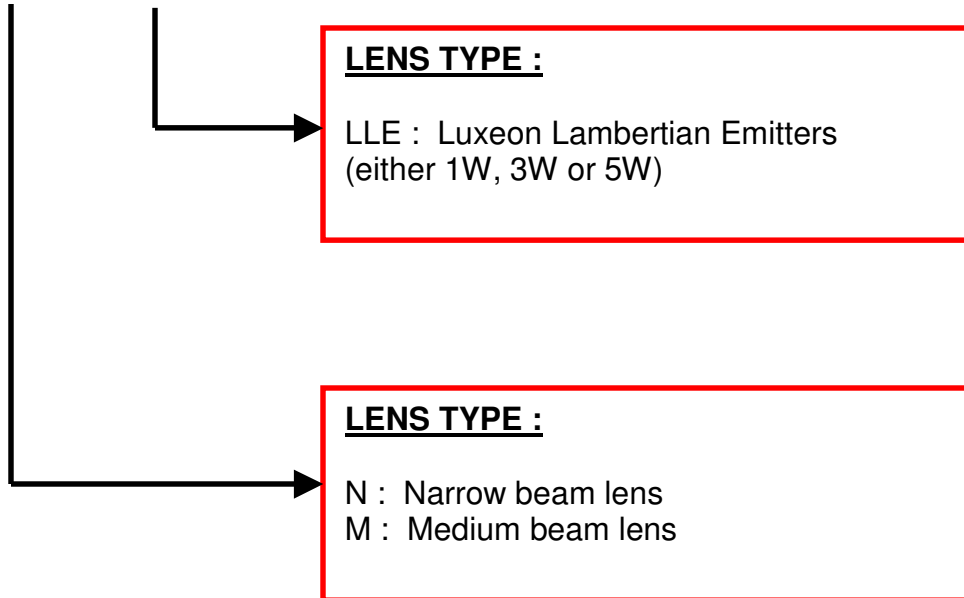 LENS TYPE :
LLE : Luxeon Lambertian Emitters
(either 1W, 3W or 5W)
LENS TYPE :
N : Narrow beam lens
M : Medium beam lens